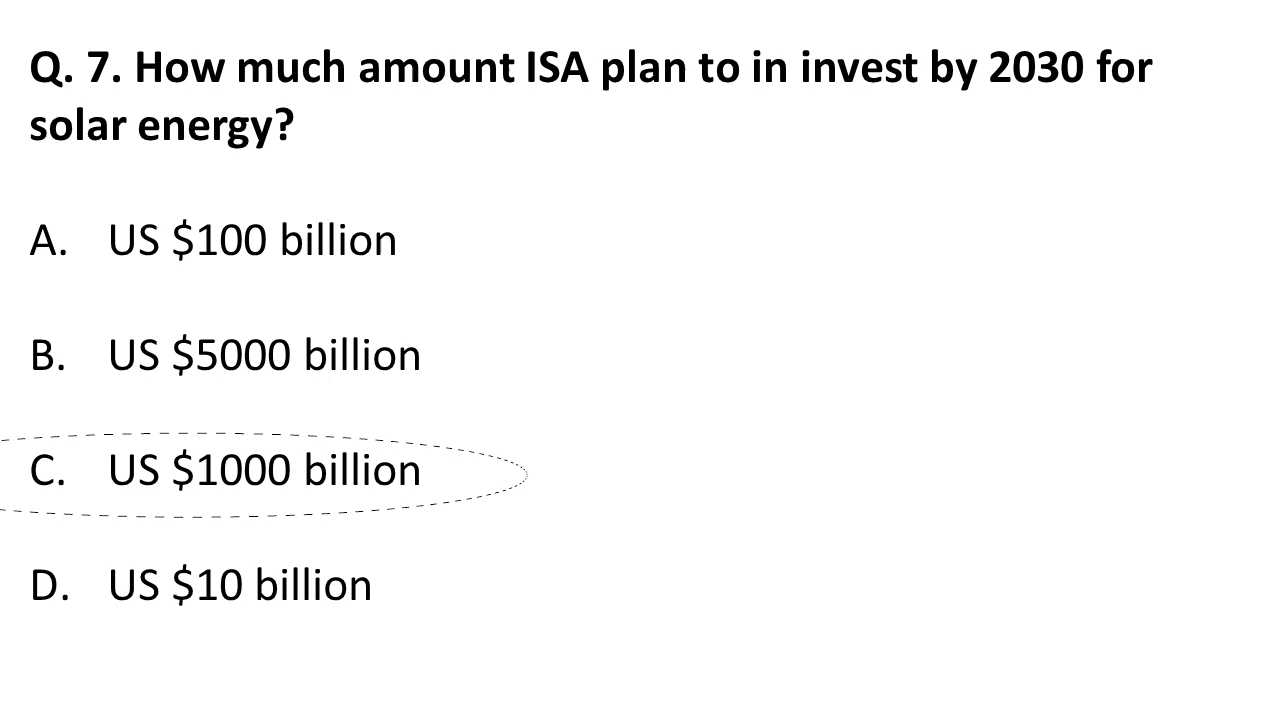 Q. 7. How much amount ISA plan to in invest by 2030 for
solar energy?
A. US $100 billion
B. US $5000 billion
C. US $1000 billion
D. US $10 billion